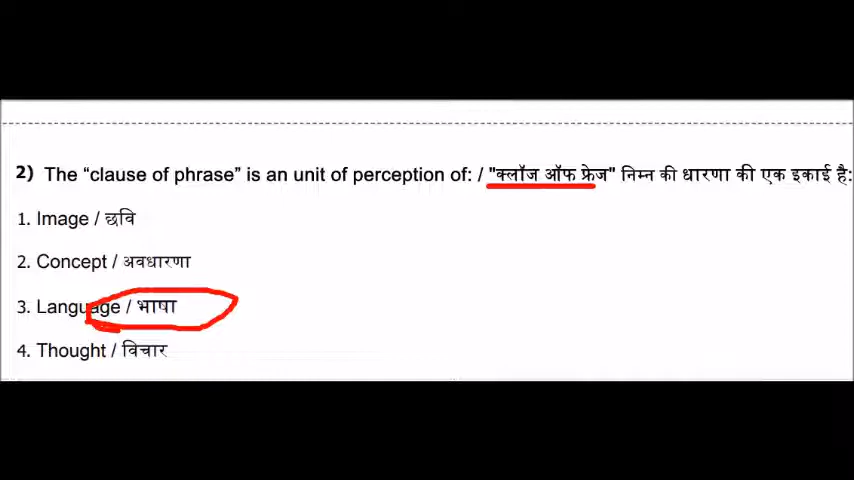 2) The “clause of phrase” is an unit of perception of: / "क्लॉज ऑफ फ्रेज" निम्न की धारणा की एक इकाई है:
1. Image / छवि
2. Concept / अवधारणा
3. Language / भाषा
4. Thought / विचार